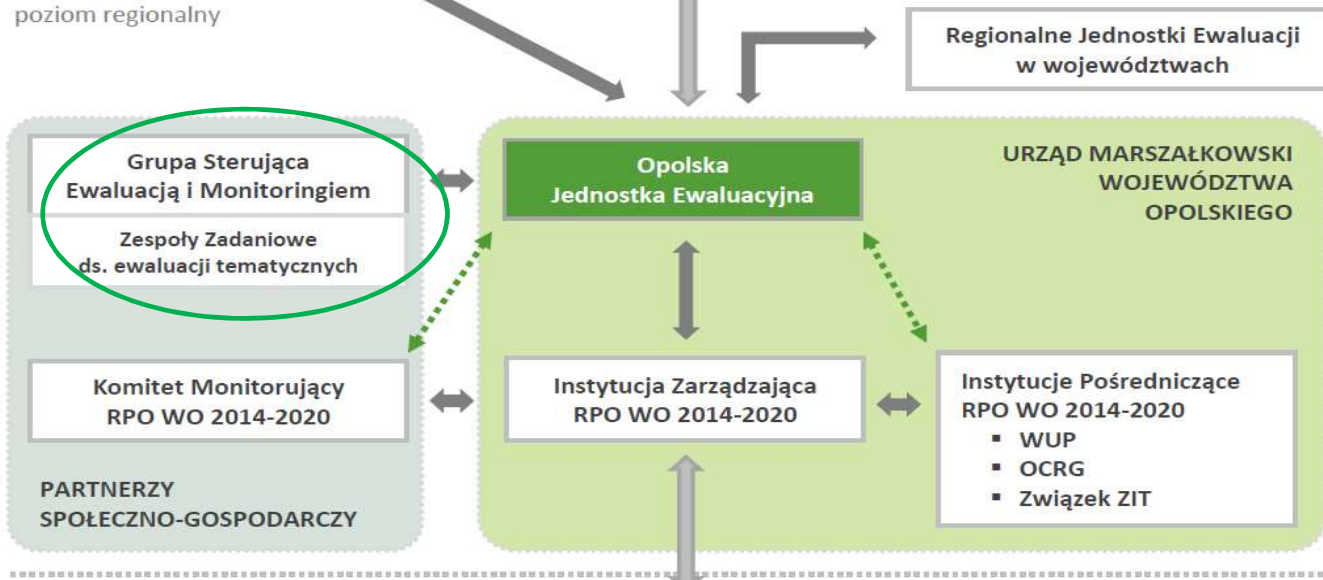 poziom regionalny
Regionalne Jednostki Ewaluacji
w województwach
Grupa Sterująca
Ewaluacją i Monitoringiem
Zespoły Zadaniowe
ds. ewaluacji tematycznych
Opolska
Jednostka Ewaluacyjna
URZĄD MARSZAŁKOWSKI
WOJEWÓDZTWA
OPOLSKIEGO
Komitet Monitorujący
RPO WO 2014-2020
Instytucja Zarządzająca
RPO WO 2014-2020
Instytucje Pośredniczące
RPO WO 2014-2020
▪ WUP
▪ OCRG
▪ Związek ZIT
PARTNERZY
SPOŁECZNO-GOSPODARCZY